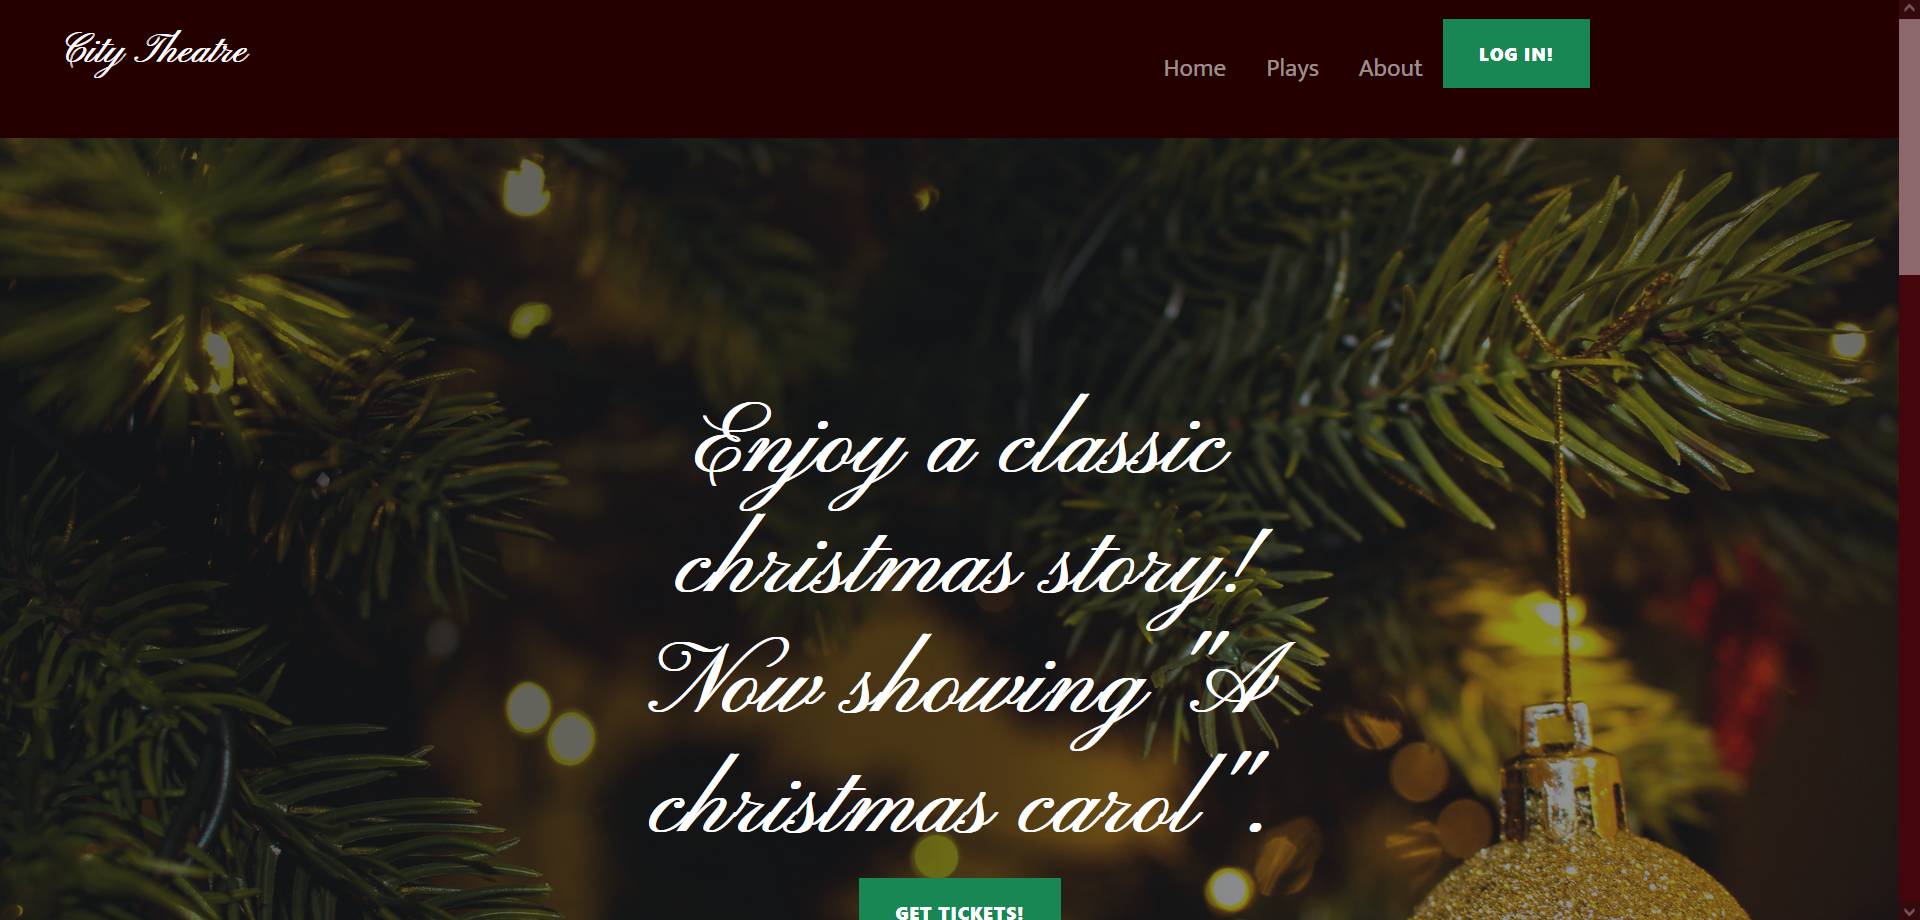 City Theatre
Home Plays About LOG IN!
Enjoy a classic
christmas story!
Now showing "A
christmas carol".
GET TICKETS!